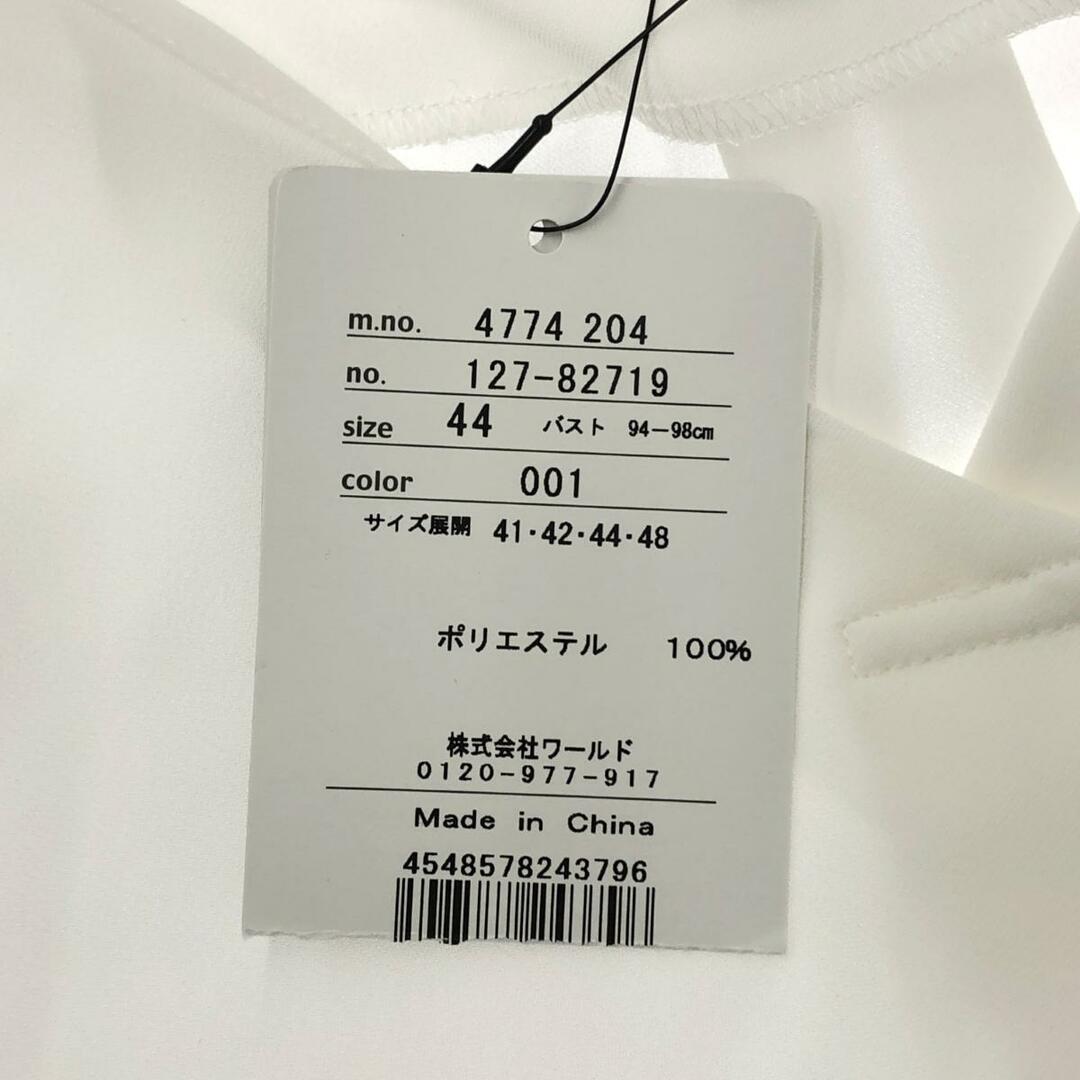 m.no. 4774 204
no. 127-82719
size 44 バスト 94-98㎝
color 001
サイズ展開 41・42・44・48
ポリエステル 100%
株式会社ワールド
0120-977-917
Made in China
4548578243796